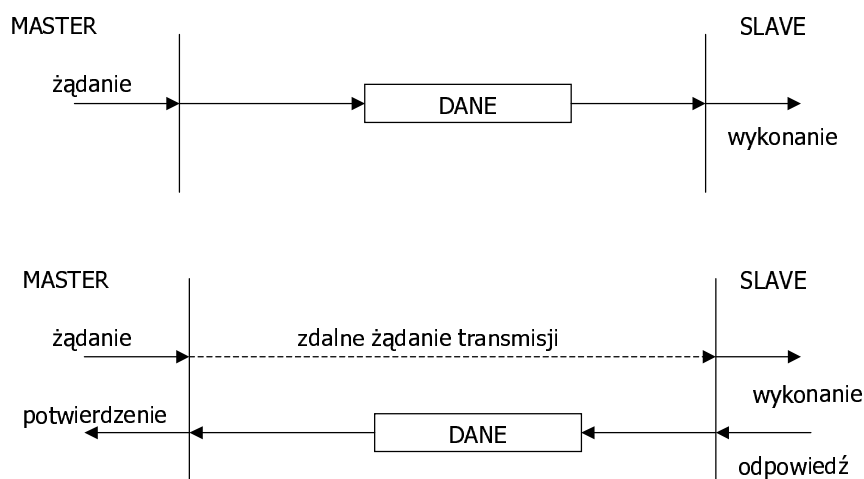 MASTER
SLAVE
żądanie
DANE
wykonanie
MASTER
SLAVE
żądanie
zdalne żądanie transmisji
wykonanie
potwierdzenie
DANE
odpowiedź